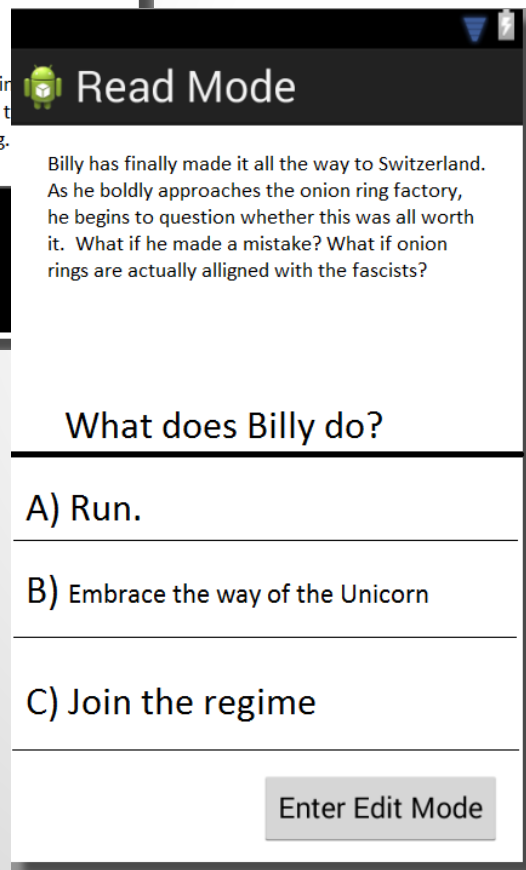 Read Mode
Billy has finally made it all the way to Switzerland.
As he boldly approaches the onion ring factory,
he begins to question whether this was all worth
it.  What if he made a mistake? What if onion
rings are actually alligned with the fascists?
What does Billy do?
A) Run.
B) Embrace the way of the Unicorn
C) Join the regime
Enter Edit Mode